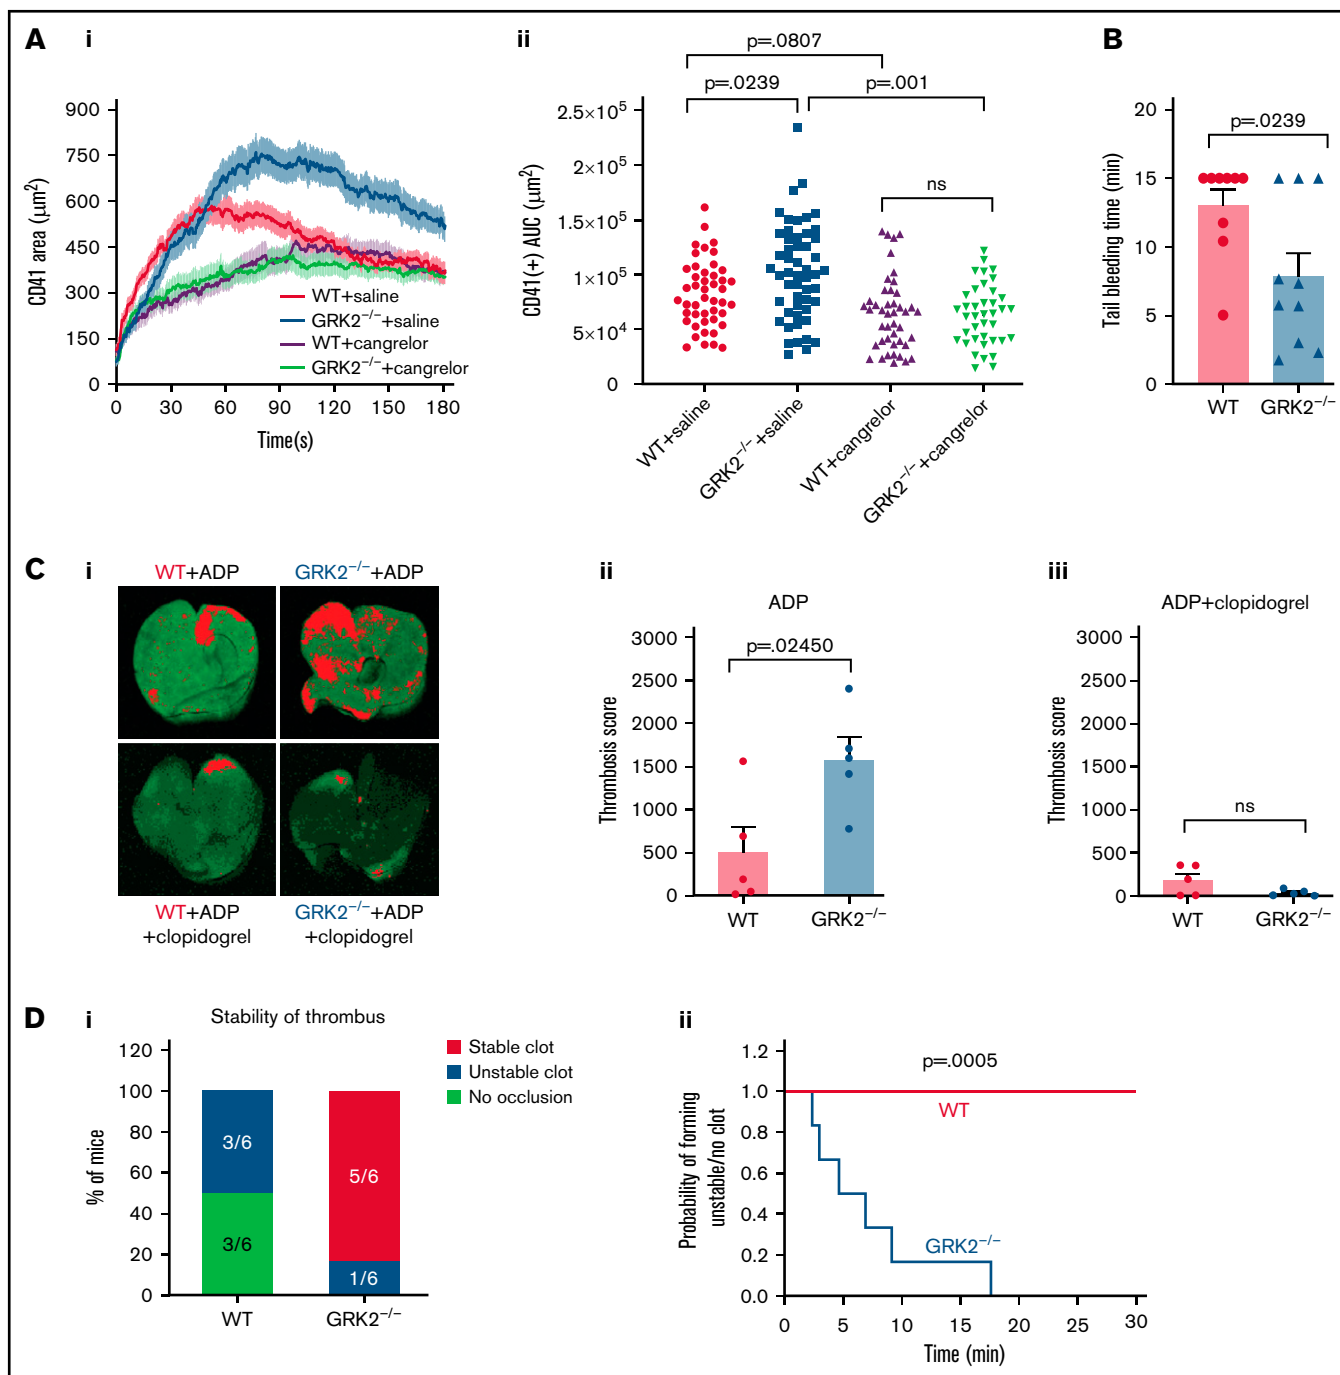 A
i
CD41 area (μm²)
900
750
600
450
300
150
0
WT+saline
GRK2⁻/⁻+saline
WT+cangrelor
GRK2⁻/⁻+cangrelor
0 30 60 90 120 150 180
Time(s)
ii
p=.0807
p=.0239
p=.001
ns
CD41(+) AUC (μm²)
2.5×10⁵
2×10⁵
1.5×10⁵
1×10⁵
5×10⁴
0
WT+saline
GRK2⁻/⁻+saline
WT+cangrelor
GRK2⁻/⁻+cangrelor
B
p=.0239
Tail bleeding time (min)
20
15
10
5
0
WT GRK2⁻/⁻
C
i
WT+ADP GRK2⁻/⁻+ADP
WT+ADP
+clopidogrel
GRK2⁻/⁻+ADP
+clopidogrel
ii
ADP
p=.02450
Thrombosis score
3000
2500
2000
1500
1000
500
0
WT GRK2⁻/⁻
iii
ADP+clopidogrel
ns
Thrombosis score
3000
2500
2000
1500
1000
500
0
WT GRK2⁻/⁻
D
i
Stability of thrombus
% of mice
120
100
80
60
40
20
0
3/6
3/6
5/6
1/6
WT GRK2⁻/⁻
Stable clot
Unstable clot
No occlusion
ii
p=.0005
Probability of forming
unstable/no clot
1.2
1.0
0.8
0.6
0.4
0.2
0.0
WT
GRK2⁻/⁻
0 5 10 15 20 25 30
Time (min)